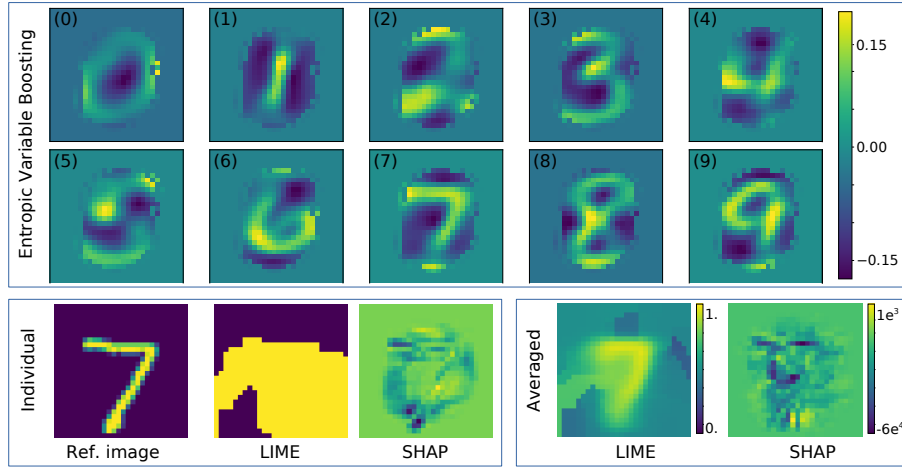 Entropic Variable Boosting
(0) (1) (2) (3) (4)
(5) (6) (7) (8) (9)
0.15
0.00
−0.15
Individual
Ref. image LIME SHAP
Averaged
1.
0.
1e³
-6e⁴
LIME SHAP